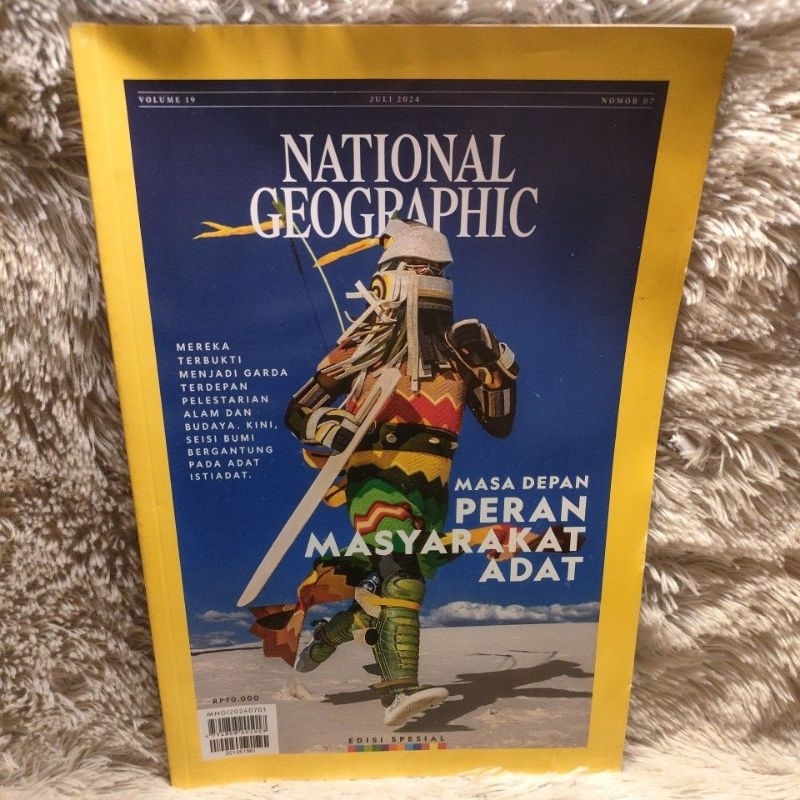 VOLUME 19
JULI 2024
NOMOR 07
NATIONAL
GEOGRAPHIC
MEREKA
TERBUKTI
MENJADI GARDA
TERDEPAN
PELESTARIAN
ALAM DAN
BUDAYA. KINI,
SEISI BUMI
BERGANTUNG
PADA ADAT
ISTIADAT.
MASA DEPAN
PERAN
MASYARAKAT
ADAT
RP70.000
MNGI20240701
EDISI SPESIAL